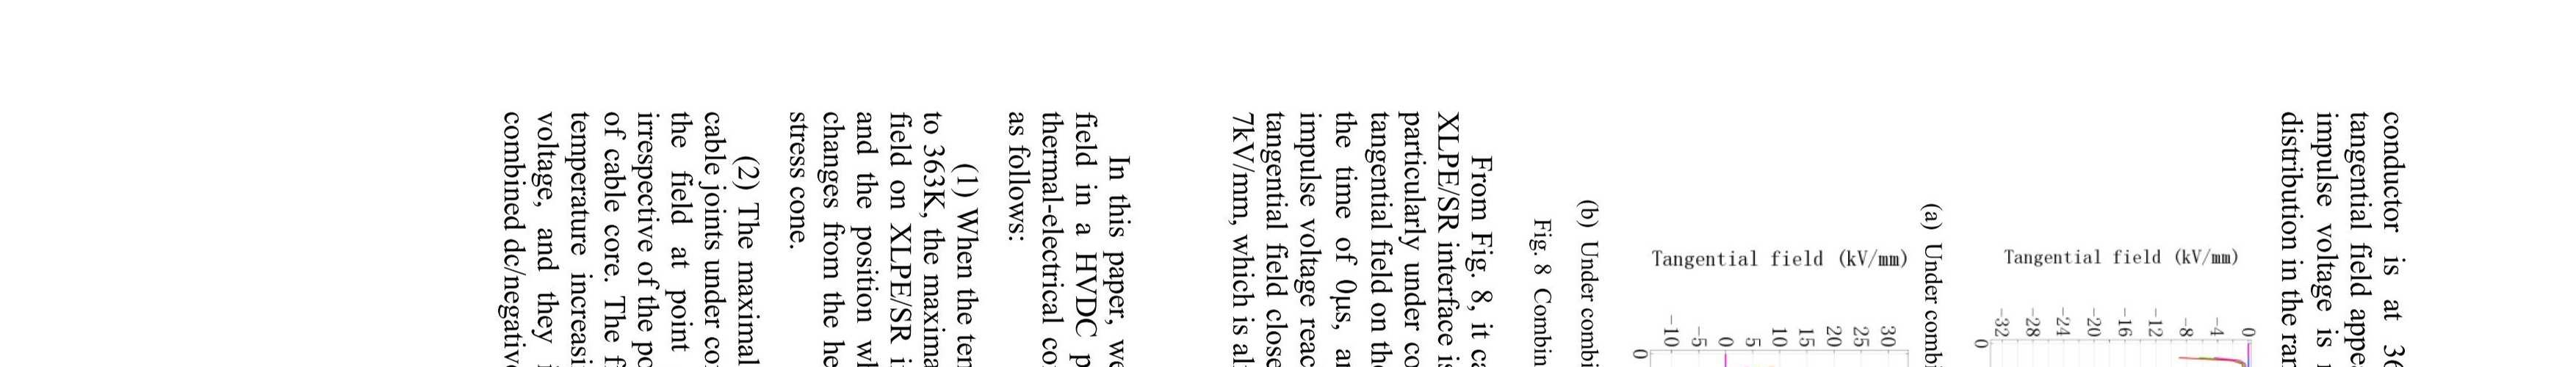 conductor is at 36
tangential field appe
impulse voltage is
distribution in the ran
Tangential field (kV/mm)
0
-4
-8
-12
-16
-20
-24
-28
-32
0
(a) Under combi
Tangential field (kV/mm)
30
25
20
15
10
5
0
-5
-10
0
(b) Under combi
Fig. 8 Combin
From Fig. 8, it ca
XLPE/SR interface is
particularly under co
tangential field on the
the time of 0μs, an
impulse voltage reac
tangential field close
7kV/mm, which is al
In this paper, we
field in a HVDC p
thermal-electrical co
as follows:
(1) When the tem
to 363K, the maxima
field on XLPE/SR i
and the position wh
changes from the he
stress cone.
(2) The maximal
cable joints under co
the field at point
irrespective of the po
of cable core. The f
temperature increasi
voltage, and they
combined dc/negative